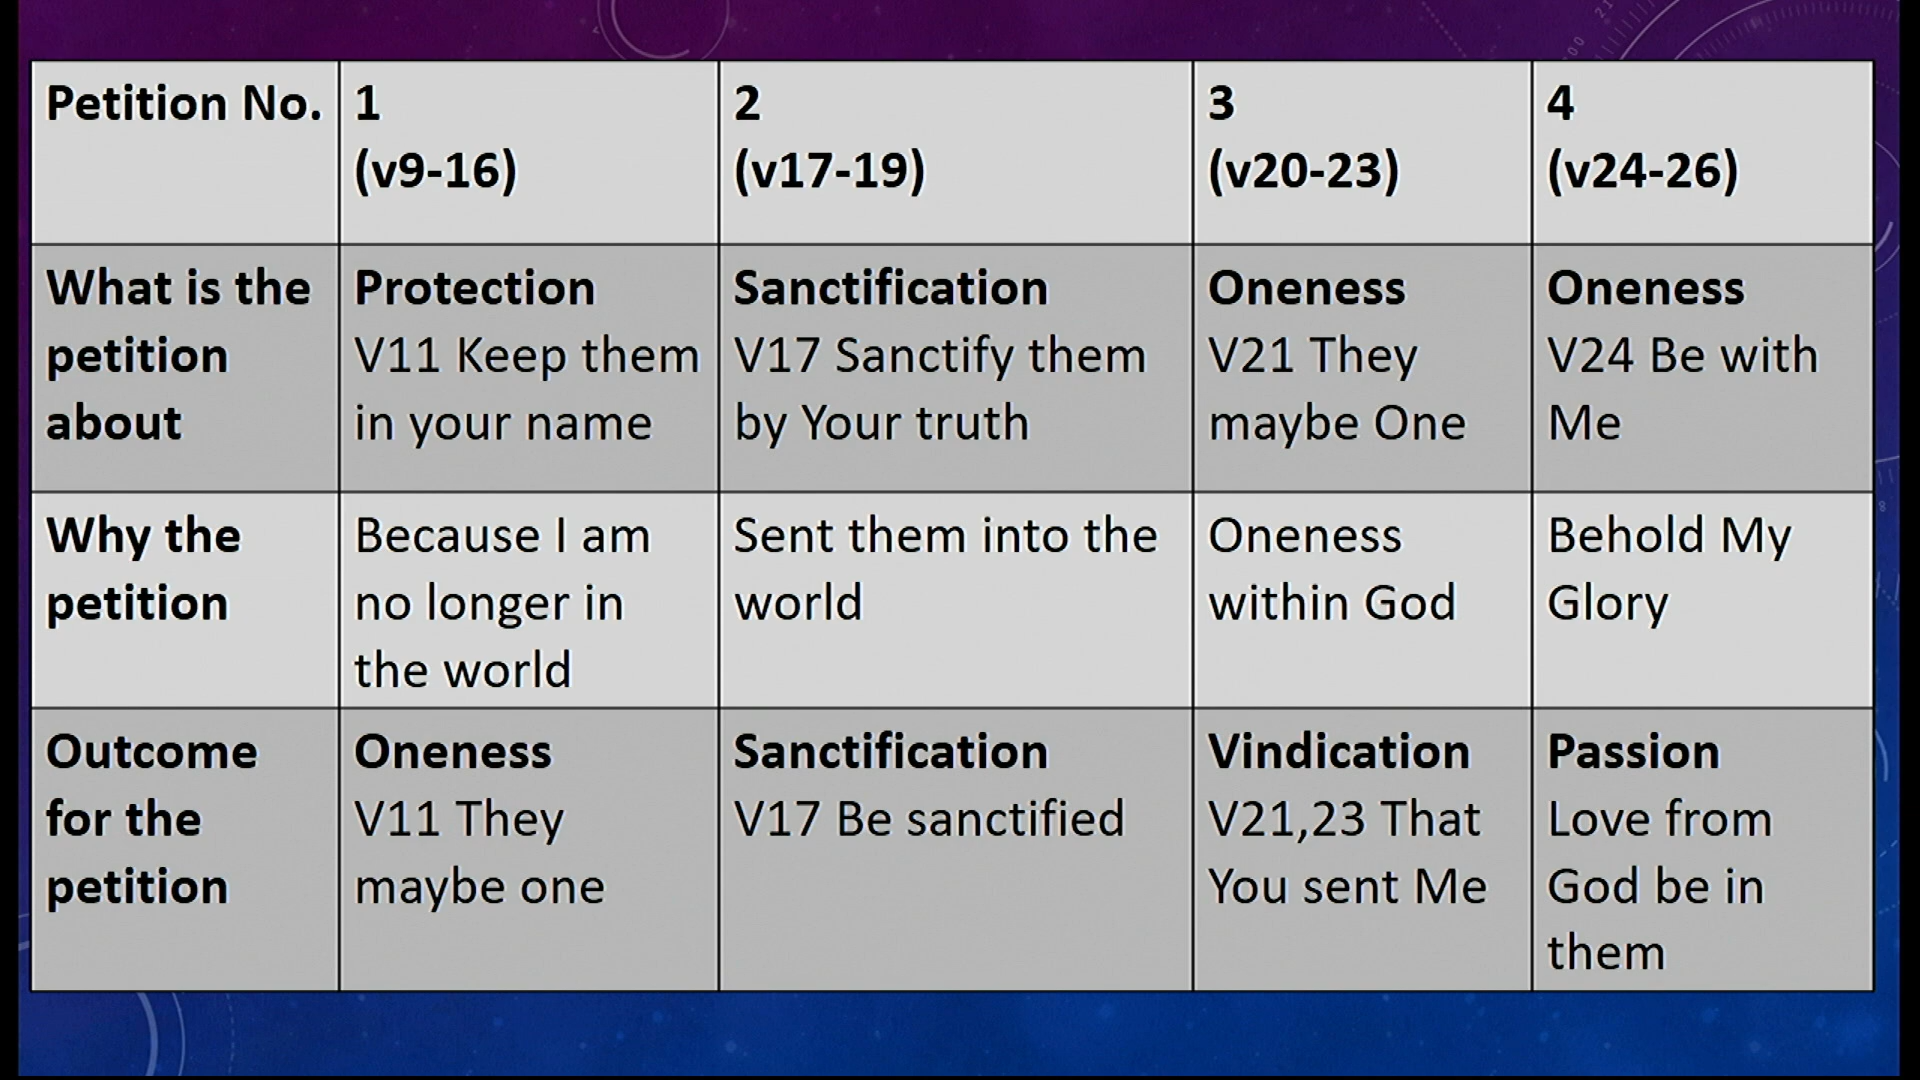 Petition No.
1
(v9-16)
2
(v17-19)
3
(v20-23)
4
(v24-26)
What is the
petition
about
Protection
V11 Keep them
in your name
Sanctification
V17 Sanctify them
by Your truth
Oneness
V21 They
maybe One
Oneness
V24 Be with
Me
Why the
petition
Because I am
no longer in
the world
Sent them into the
world
Oneness
within God
Behold My
Glory
Outcome
for the
petition
Oneness
V11 They
maybe one
Sanctification
V17 Be sanctified
Vindication
V21,23 That
You sent Me
Passion
Love from
God be in
them